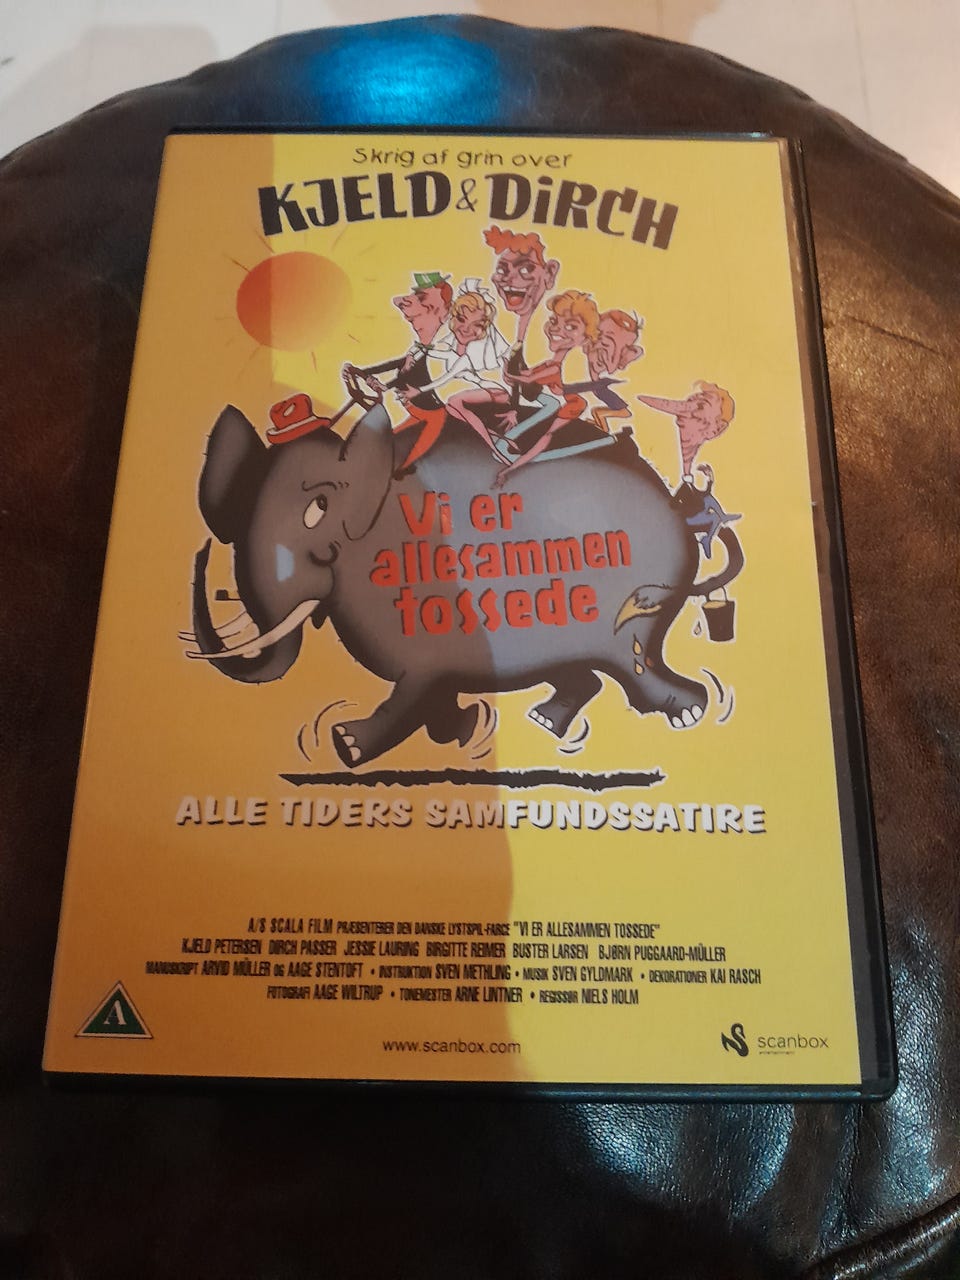 Skrig af grin over
KJELD & DiRCH
Vi er
allesammen
tossede
ALLE TIDERS SAMFUNDSSATIRE
A/S SCALA FILM PRÆSENTERER DEN DANSKE LYSTSPIL-FARCE "VI ER ALLESAMMEN TOSSEDE"
KJELD PETERSEN DIRCH PASSER JESSIE LAURING BIRGITTE REIMER BUSTER LARSEN BJØRN PUGGAARD-MÜLLER
MANUSKRIPT ARVID MÜLLER OG AAGE STENTOFT • INSTRUKTION SVEN METHLING • MUSIK SVEN GYLDMARK • DEKORATIONER KAI RASCH
FOTOGRAFI AAGE WILTRUP • TONEMESTER ARNE LINTNER • REGISSØR NIELS HOLM
A
www.scanbox.com
scanbox
entertainment